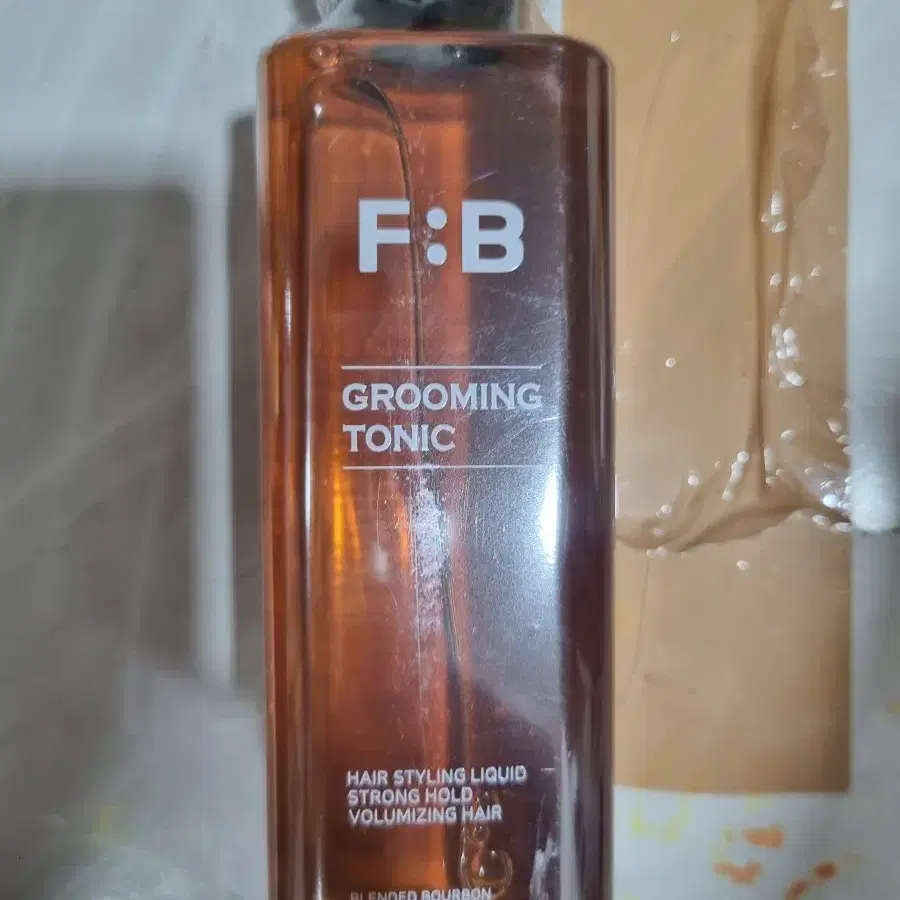 F:B
GROOMING
TONIC
HAIR STYLING LIQUID
STRONG HOLD
VOLUMIZING HAIR
BLENDED BOURBON